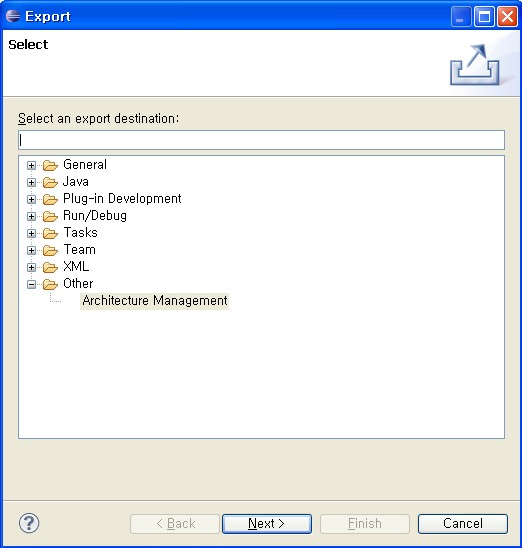 Export
Select
Select an export destination:
General
Java
Plug-in Development
Run/Debug
Tasks
Team
XML
Other
Architecture Management
? < Back Next > Finish Cancel